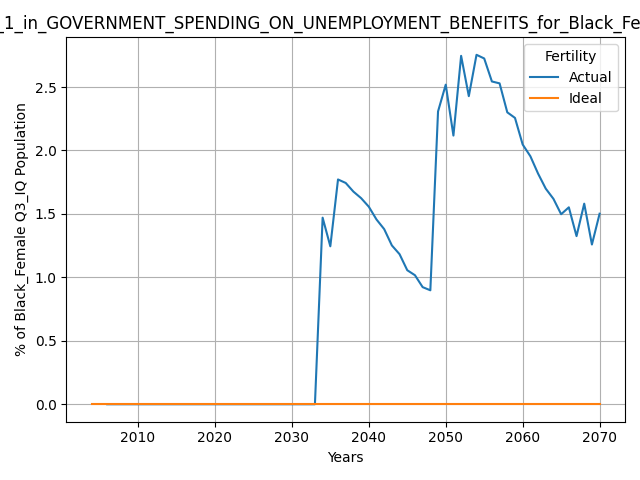 _1_in_GOVERNMENT_SPENDING_ON_UNEMPLOYMENT_BENEFITS_for_Black_Fe
Fertility
Actual
Ideal
% of Black_Female Q3_IQ Population
2.5
2.0
1.5
1.0
0.5
0.0
2010 2020 2030 2040 2050 2060 2070
Years